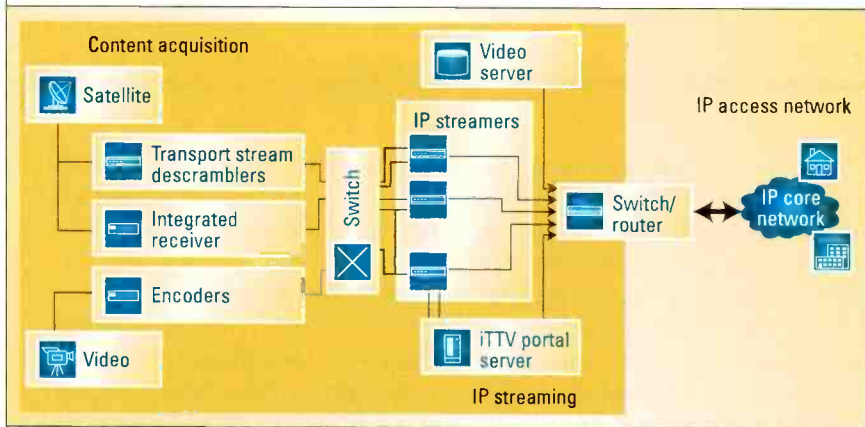 Content acquisition
Satellite
Transport stream
descramblers
Integrated
receiver
Encoders
Video
Switch
IP streamers
Video
server
iTTV portal
server
IP streaming
Switch/
router
IP access network
IP core
network